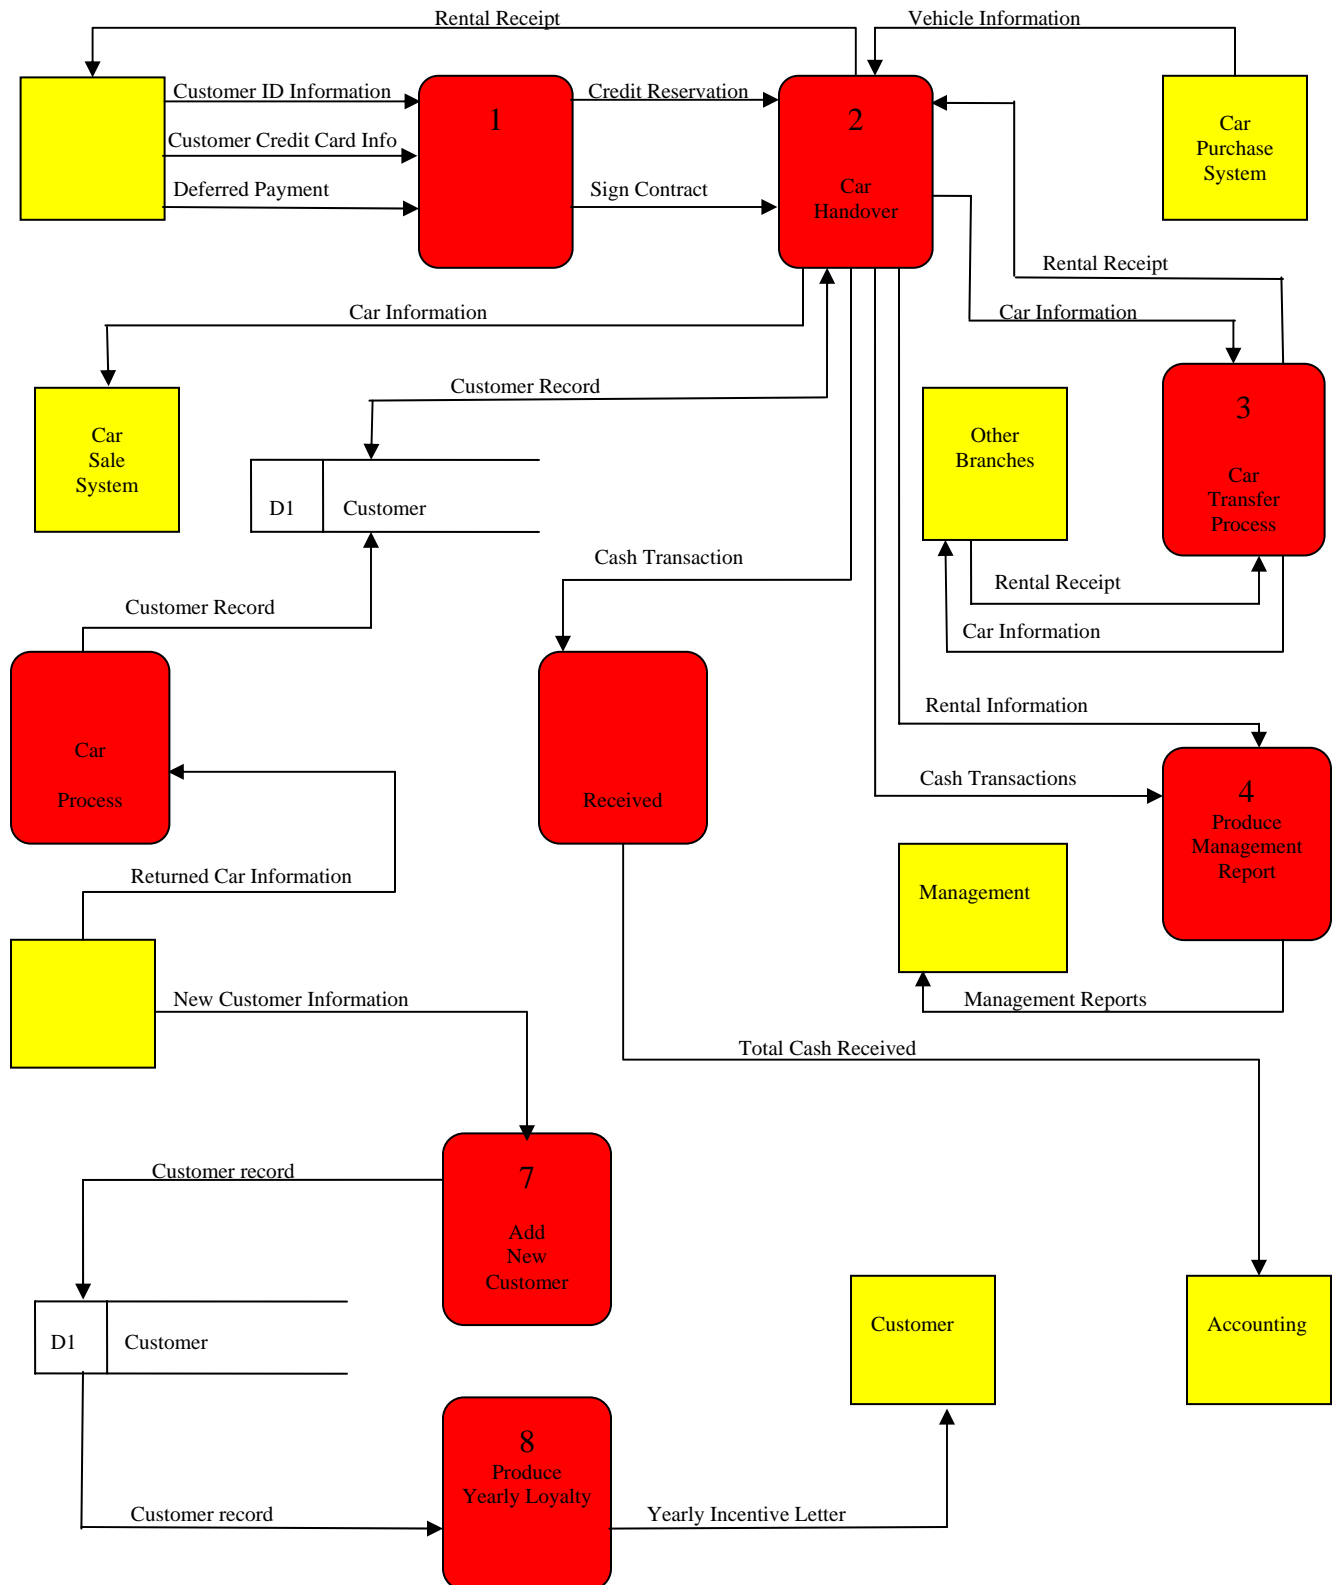 Rental Receipt
Vehicle Information
Customer ID Information
Customer Credit Card Info
Deferred Payment
1
Credit Reservation
Sign Contract
2
Car
Handover
Car
Purchase
System
Rental Receipt
Car Information
Car Information
Customer Record
Car
Sale
System
D1
Customer
Other
Branches
3
Car
Transfer
Process
Cash Transaction
Rental Receipt
Car Information
Customer Record
Car
Process
Received
Rental Information
Cash Transactions
4
Produce
Management
Report
Returned Car Information
Management
New Customer Information
Management Reports
Total Cash Received
Customer record
7
Add
New
Customer
D1
Customer
Customer
Accounting
8
Produce
Yearly Loyalty
Customer record
Yearly Incentive Letter